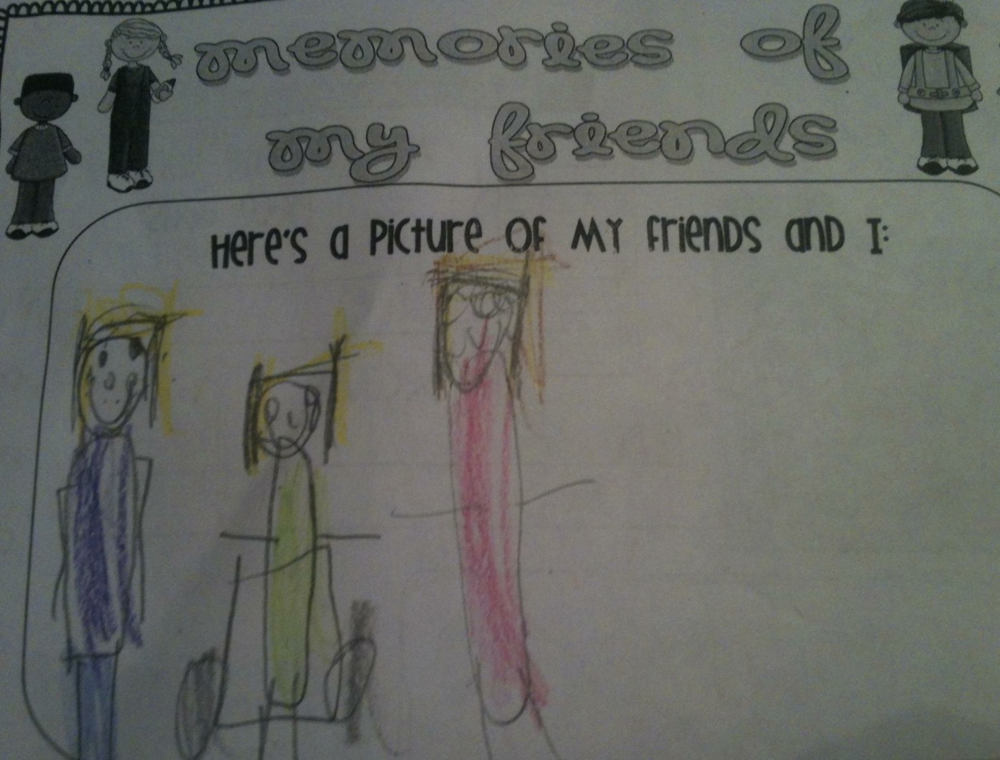 memories of
my friends
Here's a picture of my friends and I: